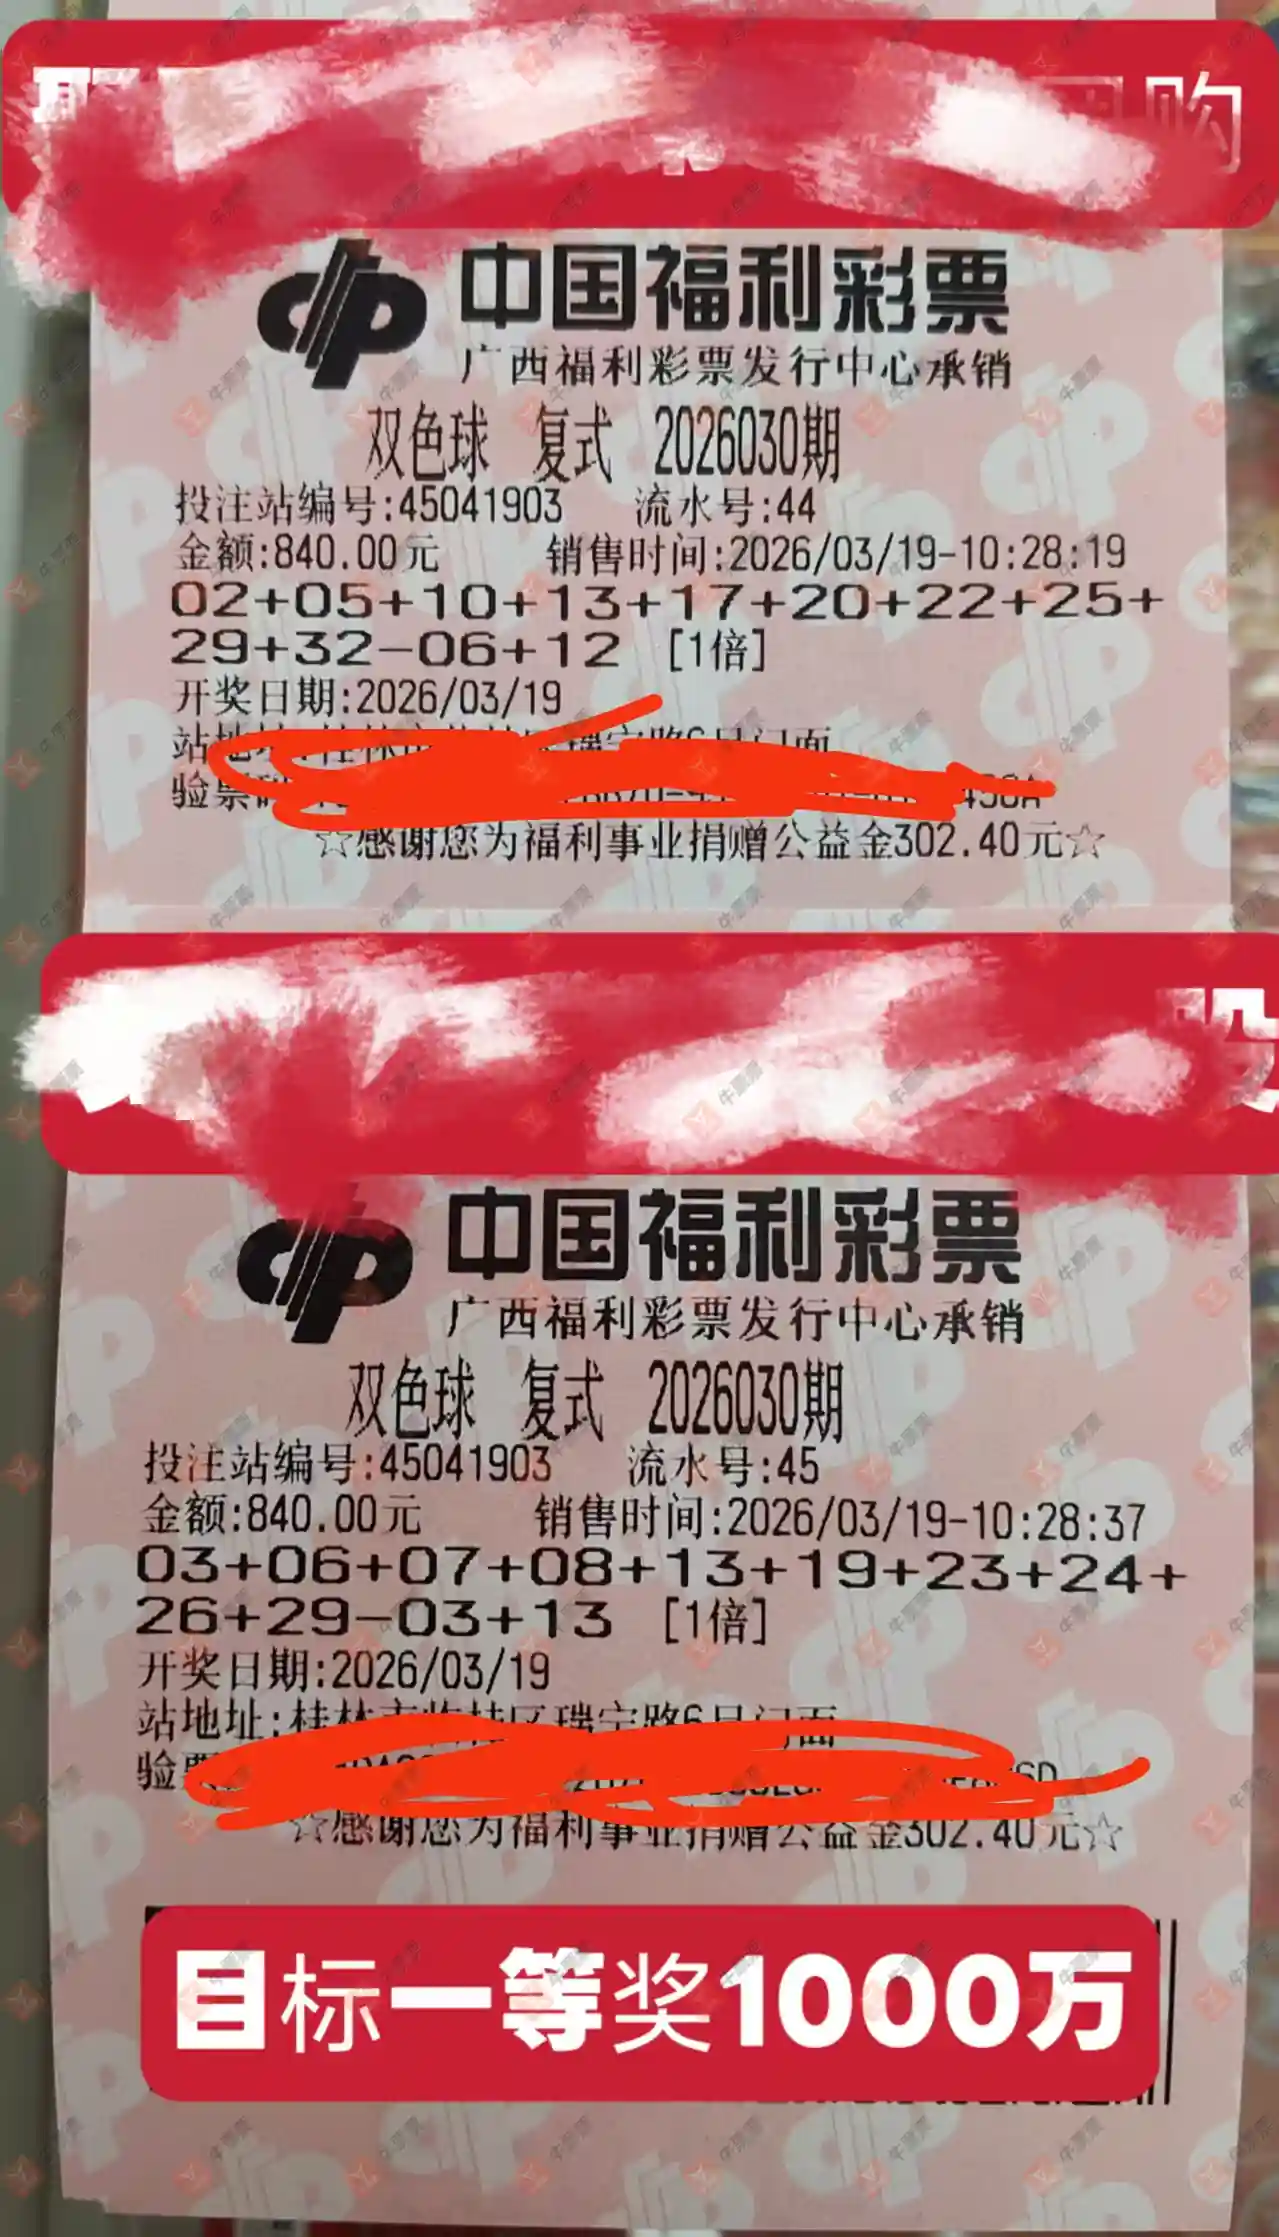 购
中国福利彩票
广西福利彩票发行中心承销
双色球 复式 2026030期
投注站编号:45041903 流水号:44
金额:840.00元 销售时间:2026/03/19-10:28:19
02+05+10+13+17+20+22+25+
29+32-06+12 [1倍]
开奖日期:2026/03/19
☆感谢您为福利事业捐赠公益金302.40元☆
中国福利彩票
广西福利彩票发行中心承销
双色球 复式 2026030期
投注站编号:45041903 流水号:45
金额:840.00元 销售时间:2026/03/19-10:28:37
03+06+07+08+13+19+23+24+
26+29-03+13 [1倍]
开奖日期:2026/03/19
站地址:
☆感谢您为福利事业捐赠公益金302.40元☆
目标一等奖1000万